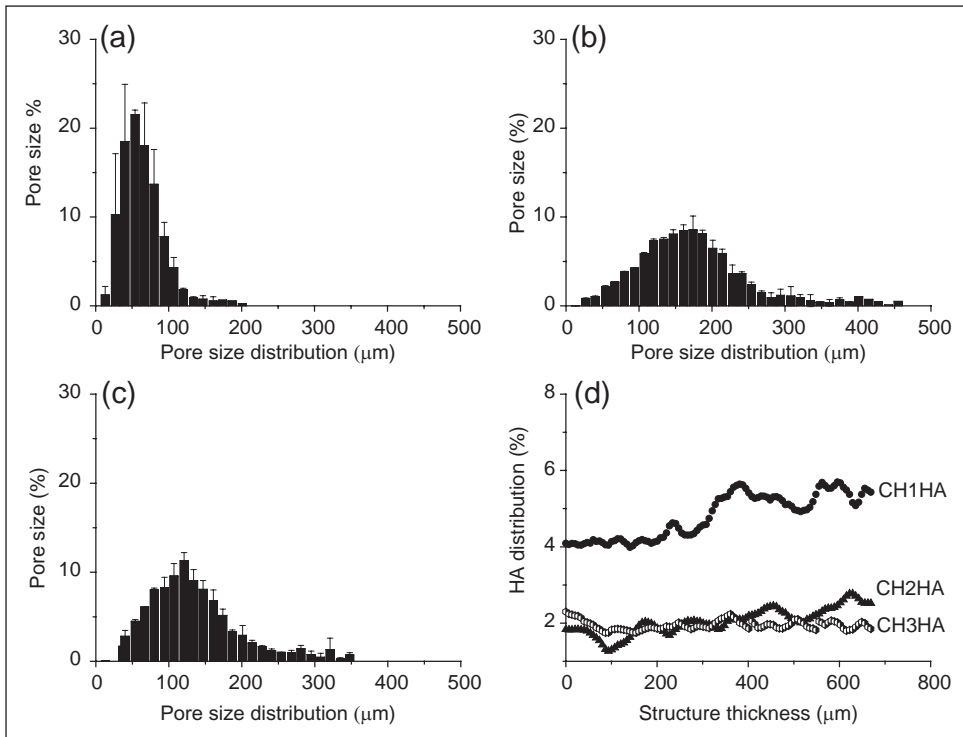 (a)
30
20
10
0
Pore size %
0 100 200 300 400 500
Pore size distribution (μm)
(b)
30
20
10
0
Pore size (%)
0 100 200 300 400 500
Pore size distribution (μm)
(c)
30
20
10
0
Pore size (%)
0 100 200 300 400 500
Pore size distribution (μm)
(d)
8
6
4
2
HA distribution (%)
CH1HA
CH2HA
CH3HA
0 200 400 600 800
Structure thickness (μm)